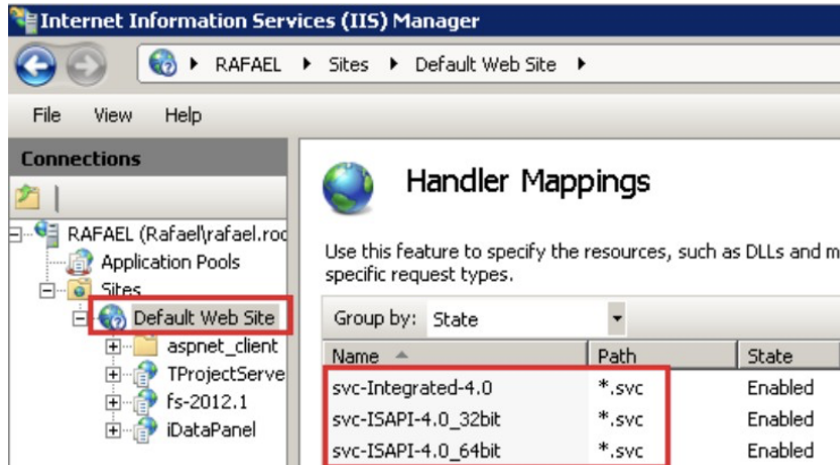 Internet Information Services (IIS) Manager
RAFAEL Sites Default Web Site
File View Help
Connections
RAFAEL (Rafael\rafael.roc
Application Pools
Sites
Default Web Site
aspnet_client
TProjectServe
fs-2012.1
iDataPanel
Handler Mappings
Use this feature to specify the resources, such as DLLs and m
specific request types.
Group by: State
Name Path State
svc-Integrated-4.0 *.svc Enabled
svc-ISAPI-4.0_32bit *.svc Enabled
svc-ISAPI-4.0_64bit *.svc Enabled